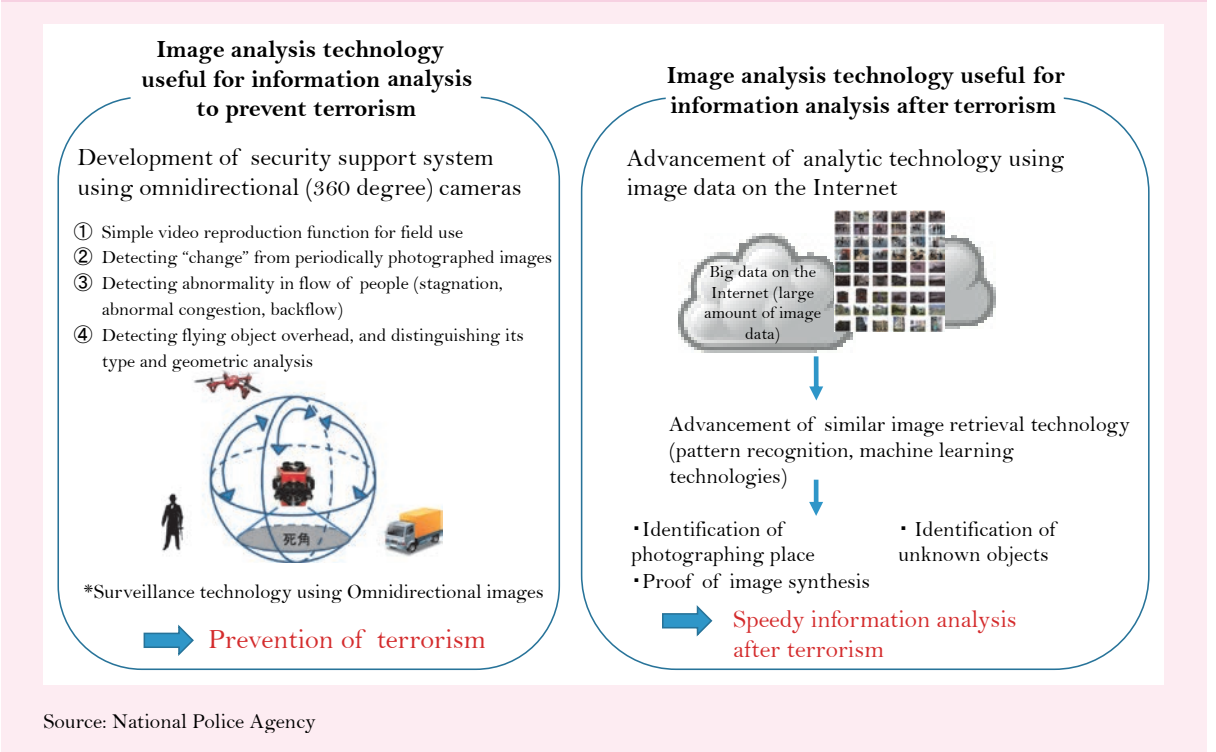 Image analysis technology
useful for information analysis
to prevent terrorism
Development of security support system
using omnidirectional (360 degree) cameras
① Simple video reproduction function for field use
② Detecting “change” from periodically photographed images
③ Detecting abnormality in flow of people (stagnation,
abnormal congestion, backflow)
④ Detecting flying object overhead, and distinguishing its
type and geometric analysis
死角
*Surveillance technology using Omnidirectional images
Prevention of terrorism
Image analysis technology useful for
information analysis after terrorism
Advancement of analytic technology using
image data on the Internet
Big data on the
Internet (large
amount of image
data)
Advancement of similar image retrieval technology
(pattern recognition, machine learning
technologies)
・Identification of
photographing place
・Proof of image synthesis
・Identification of
unknown objects
Speedy information analysis
after terrorism
Source: National Police Agency